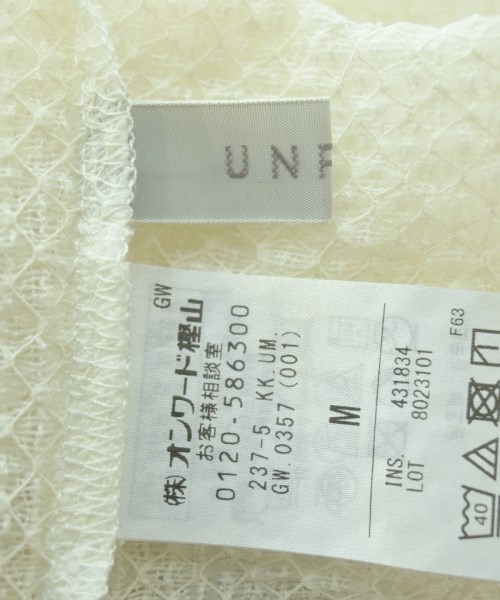 GW
(株)オンワード樫山
お客様相談室
0120-586300
237-5 KK.UM.
GW.0357 (001)
M
INS. 431834
LOT 8023101
F63
40